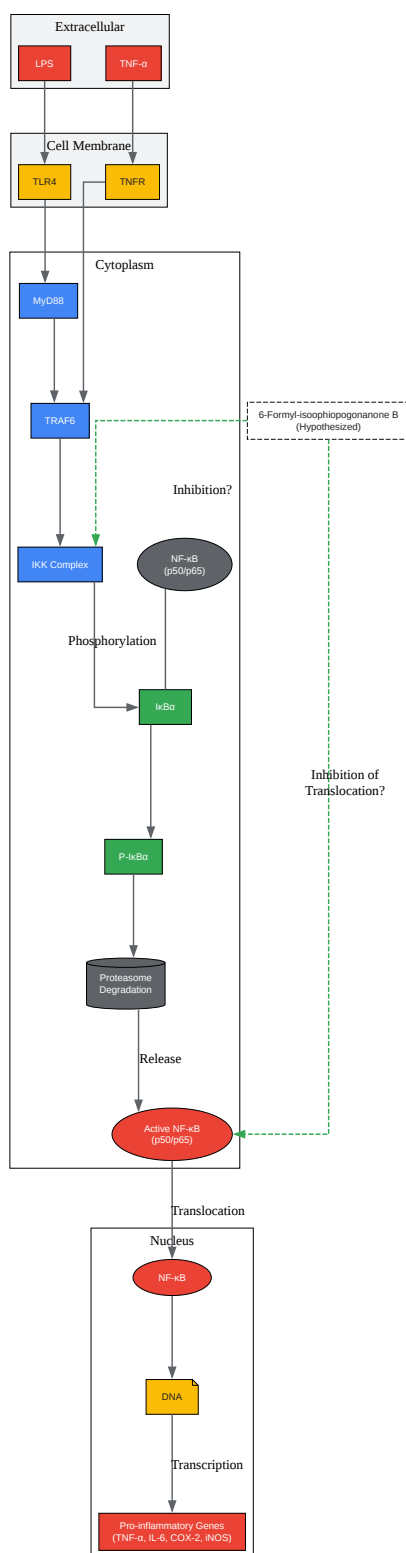 Extracellular
LPS
TNF-α
Cell Membrane
TLR4
TNFR
Cytoplasm
MyD88
TRAF6
6-Formyl-isoophiopogonanone B
(Hypothesized)
Inhibition?
IKK Complex
NF-κB
(p50/p65)
Phosphorylation
IκBα
Inhibition of
Translocation?
P-IκBα
Proteasome
Degradation
Release
Active NF-κB
(p50/p65)
Translocation
Nucleus
NF-κB
DNA
Transcription
Pro-inflammatory Genes
(TNF-α, IL-6, COX-2, iNOS)